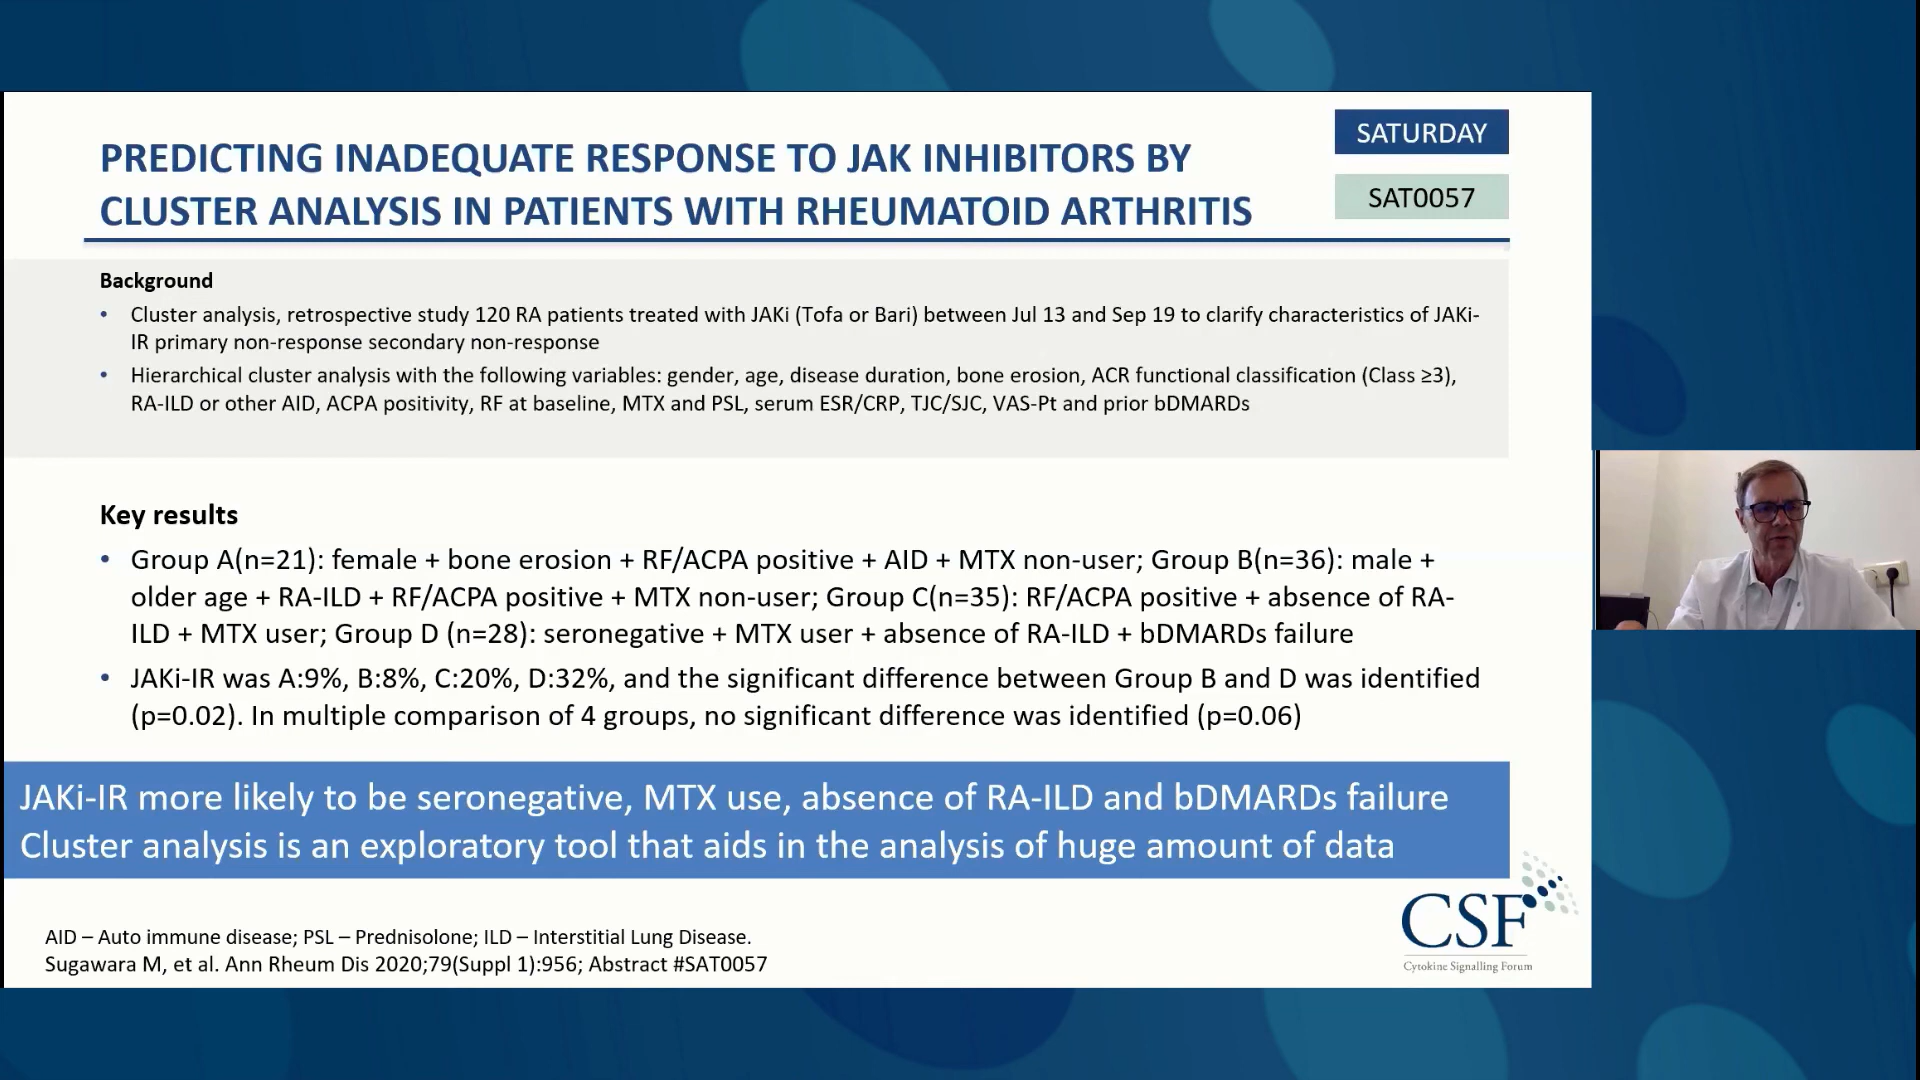 PREDICTING INADEQUATE RESPONSE TO JAK INHIBITORS BY
CLUSTER ANALYSIS IN PATIENTS WITH RHEUMATOID ARTHRITIS
SATURDAY
SAT0057
Background
• Cluster analysis, retrospective study 120 RA patients treated with JAKi (Tofa or Bari) between Jul 13 and Sep 19 to clarify characteristics of JAKi-
IR primary non-response secondary non-response
• Hierarchical cluster analysis with the following variables: gender, age, disease duration, bone erosion, ACR functional classification (Class ≥3),
RA-ILD or other AID, ACPA positivity, RF at baseline, MTX and PSL, serum ESR/CRP, TJC/SJC, VAS-Pt and prior bDMARDs
Key results
• Group A(n=21): female + bone erosion + RF/ACPA positive + AID + MTX non-user; Group B(n=36): male +
older age + RA-ILD + RF/ACPA positive + MTX non-user; Group C(n=35): RF/ACPA positive + absence of RA-
ILD + MTX user; Group D (n=28): seronegative + MTX user + absence of RA-ILD + bDMARDs failure
• JAKi-IR was A:9%, B:8%, C:20%, D:32%, and the significant difference between Group B and D was identified
(p=0.02). In multiple comparison of 4 groups, no significant difference was identified (p=0.06)
JAKi-IR more likely to be seronegative, MTX use, absence of RA-ILD and bDMARDs failure
Cluster analysis is an exploratory tool that aids in the analysis of huge amount of data
AID – Auto immune disease; PSL – Prednisolone; ILD – Interstitial Lung Disease.
Sugawara M, et al. Ann Rheum Dis 2020;79(Suppl 1):956; Abstract #SAT0057
CSF
Cytokine Signalling Forum